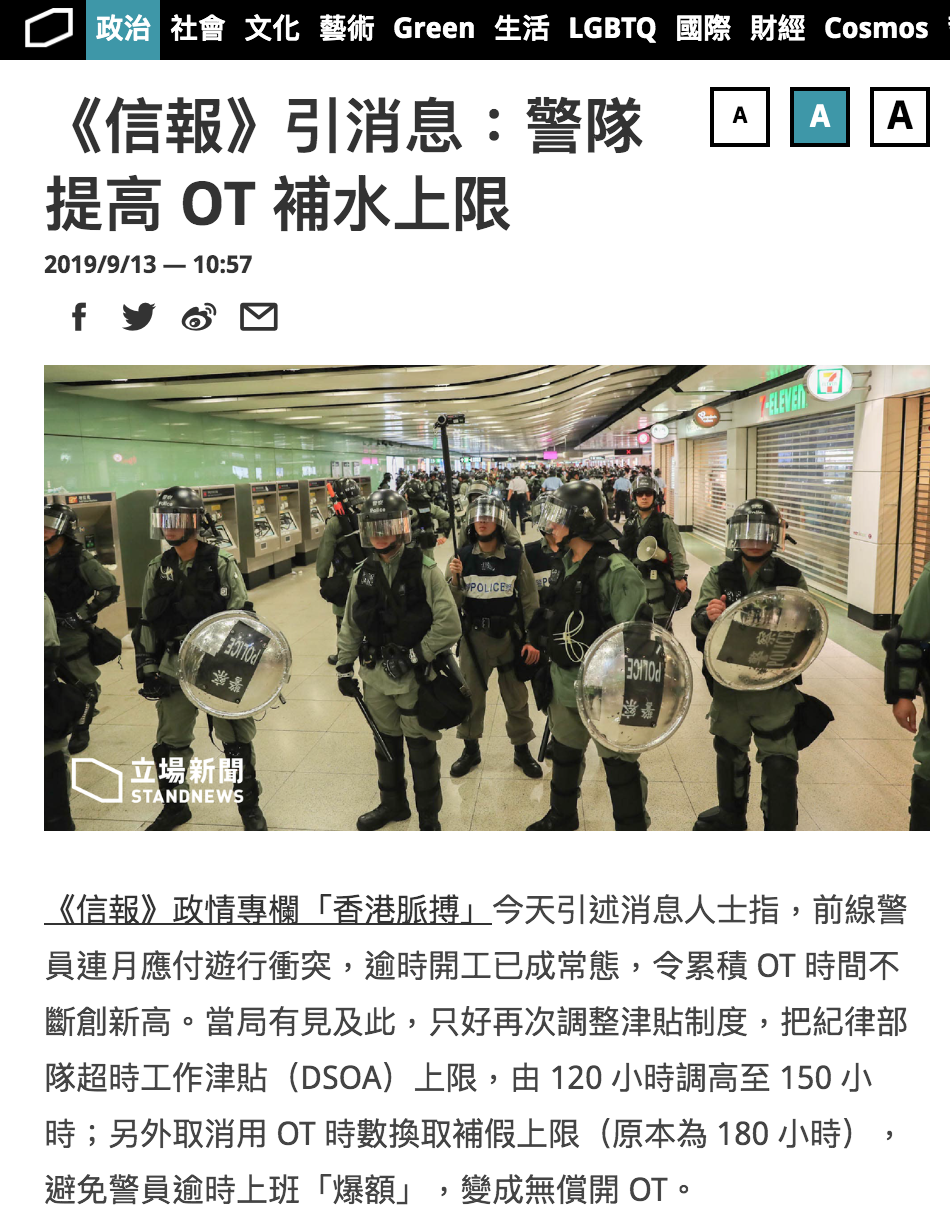 政治 社會 文化 藝術 Green 生活 LGBTQ 國際 財經 Cosmos
《信報》引消息：警隊
提高 OT 補水上限
A A A
2019/9/13 — 10:57
7-ELEVEN
POLICE
POLICE 警察
POLICE 警察
POLICE 警察
立場新聞
STANDNEWS
《信報》政情專欄「香港脈搏」今天引述消息人士指，前線警
員連月應付遊行衝突，逾時開工已成常態，令累積 OT 時間不
斷創新高。當局有見及此，只好再次調整津貼制度，把紀律部
隊超時工作津貼（DSOA）上限，由 120 小時調高至 150 小
時；另外取消用 OT 時數換取補假上限（原本為 180 小時），
避免警員逾時上班「爆額」，變成無償開 OT。